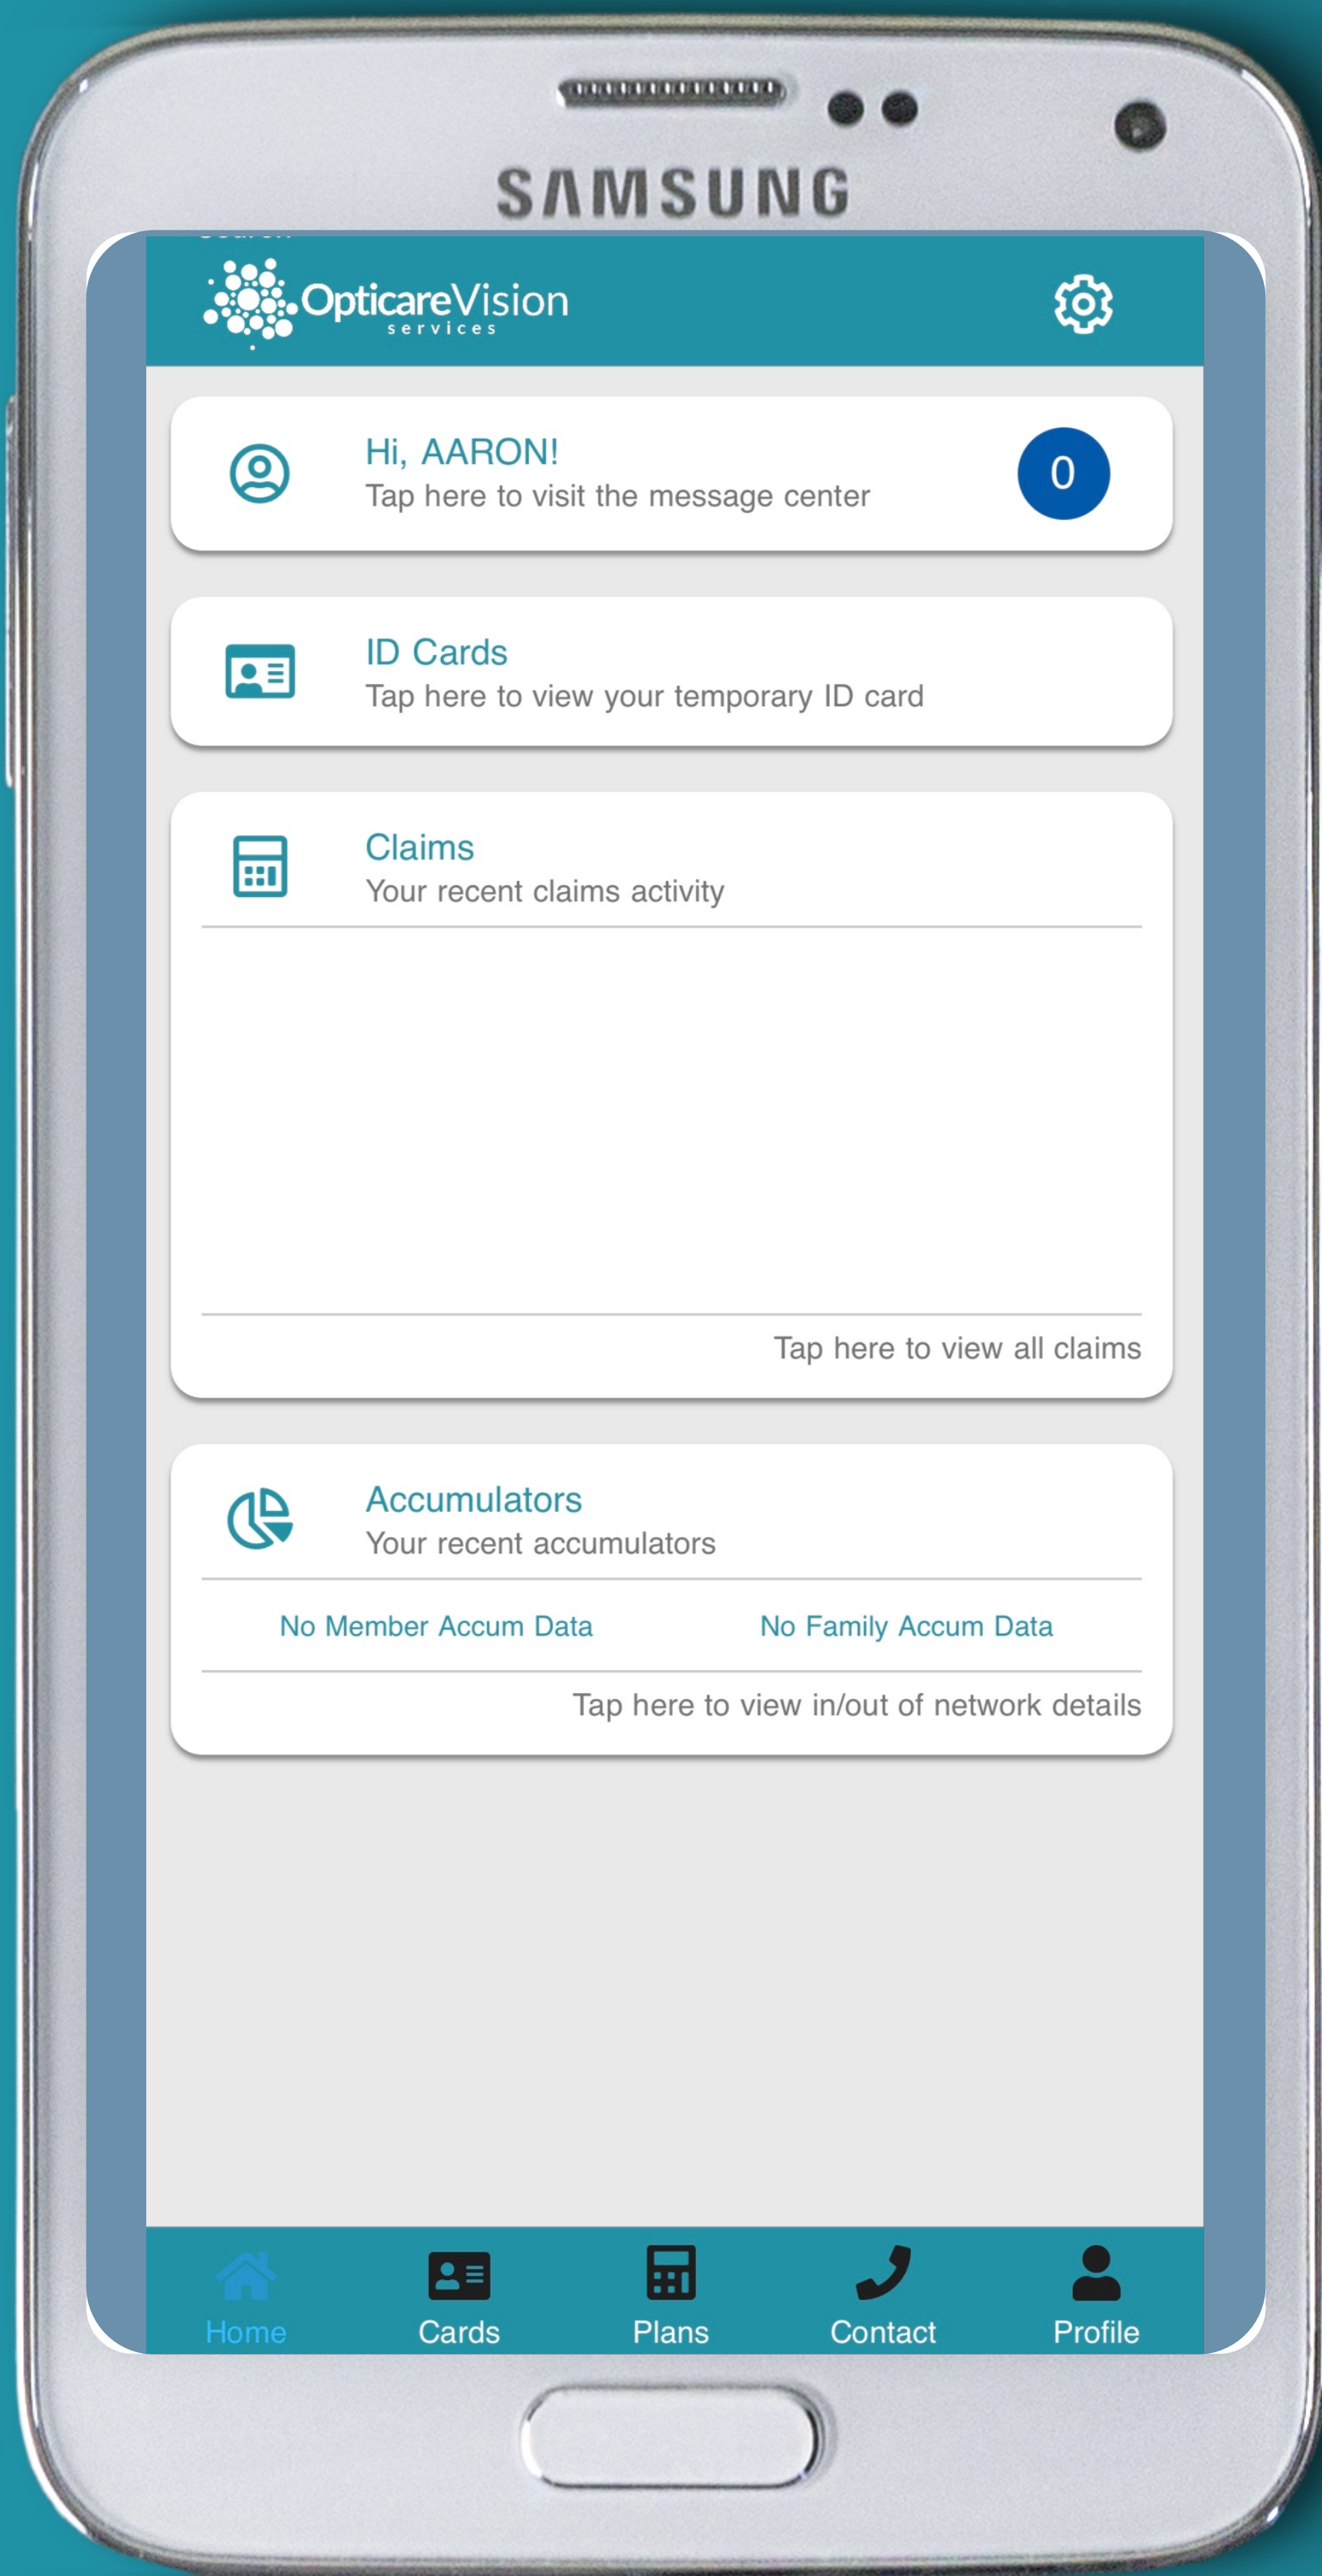 SAMSUNG
OpticareVision
services
Hi, AARON!
Tap here to visit the message center
0
ID Cards
Tap here to view your temporary ID card
Claims
Your recent claims activity
Tap here to view all claims
Accumulators
Your recent accumulators
No Member Accum Data No Family Accum Data
Tap here to view in/out of network details
Home Cards Plans Contact Profile